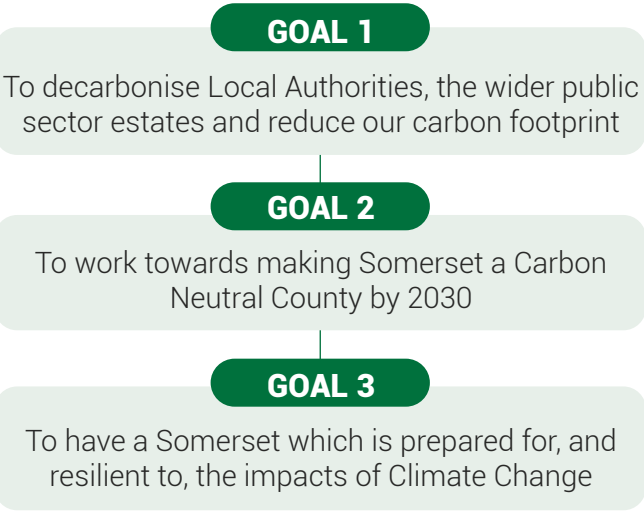 GOAL 1
To decarbonise Local Authorities, the wider public
sector estates and reduce our carbon footprint
GOAL 2
To work towards making Somerset a Carbon
Neutral County by 2030
GOAL 3
To have a Somerset which is prepared for, and
resilient to, the impacts of Climate Change